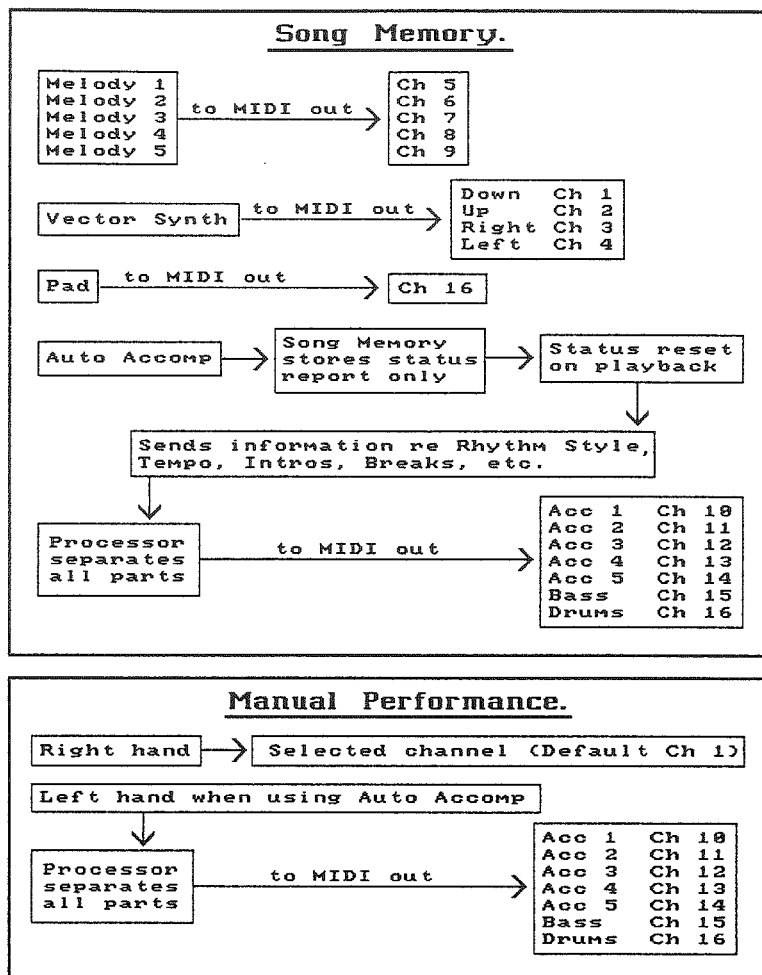 Song Memory.
Melody 1
Melody 2
Melody 3
Melody 4
Melody 5
to MIDI out
Ch 5
Ch 6
Ch 7
Ch 8
Ch 9
Vector Synth
to MIDI out
Down Ch 1
Up Ch 2
Right Ch 3
Left Ch 4
Pad
to MIDI out
Ch 16
Auto Accomp
Song Memory
stores status
report only
Status reset
on playback
Sends information re Rhythm Style,
Tempo, Intros, Breaks, etc.
Processor
separates
all parts
to MIDI out
Acc 1 Ch 10
Acc 2 Ch 11
Acc 3 Ch 12
Acc 4 Ch 13
Acc 5 Ch 14
Bass Ch 15
Drums Ch 16
Manual Performance.
Right hand
Selected channel (Default Ch 1)
Left hand when using Auto Accomp
Processor
separates
all parts
to MIDI out
Acc 1 Ch 10
Acc 2 Ch 11
Acc 3 Ch 12
Acc 4 Ch 13
Acc 5 Ch 14
Bass Ch 15
Drums Ch 16